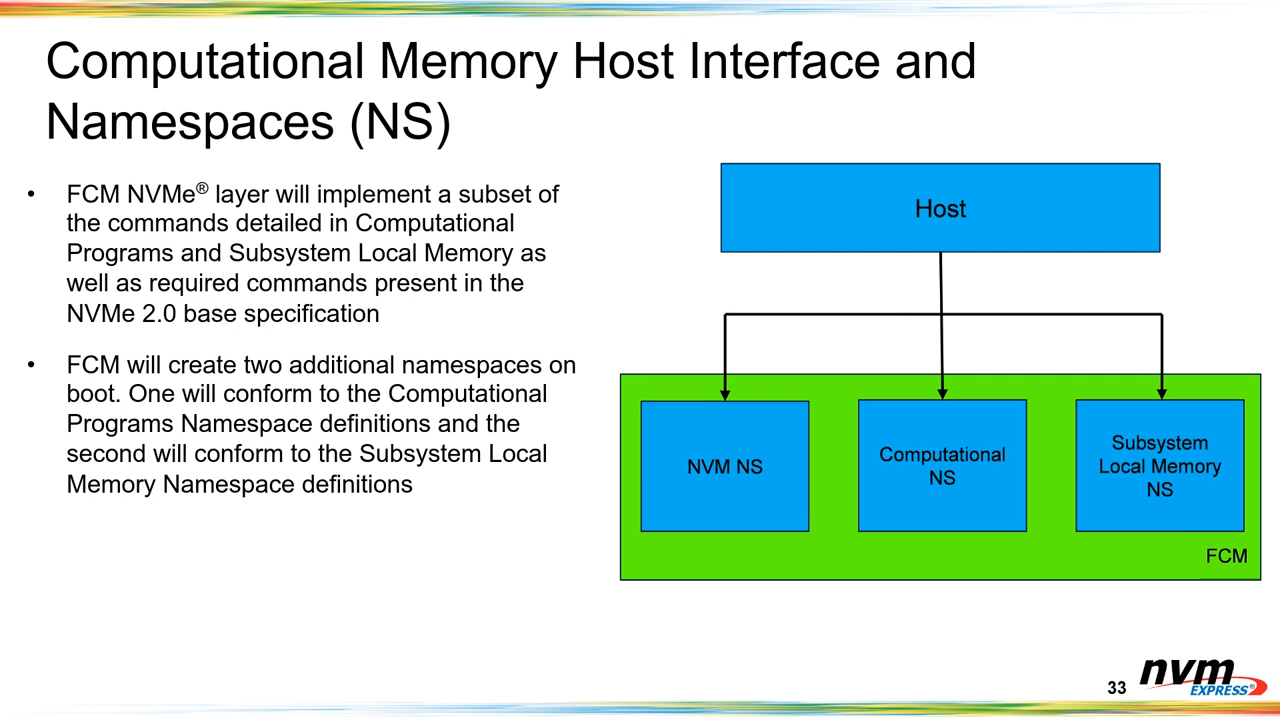 Computational Memory Host Interface and
Namespaces (NS)
• FCM NVMe® layer will implement a subset of
the commands detailed in Computational
Programs and Subsystem Local Memory as
well as required commands present in the
NVMe 2.0 base specification
• FCM will create two additional namespaces on
boot. One will conform to the Computational
Programs Namespace definitions and the
second will conform to the Subsystem Local
Memory Namespace definitions
Host
NVM NS
Computational
NS
Subsystem
Local Memory
NS
FCM
33
nvm
EXPRESS®